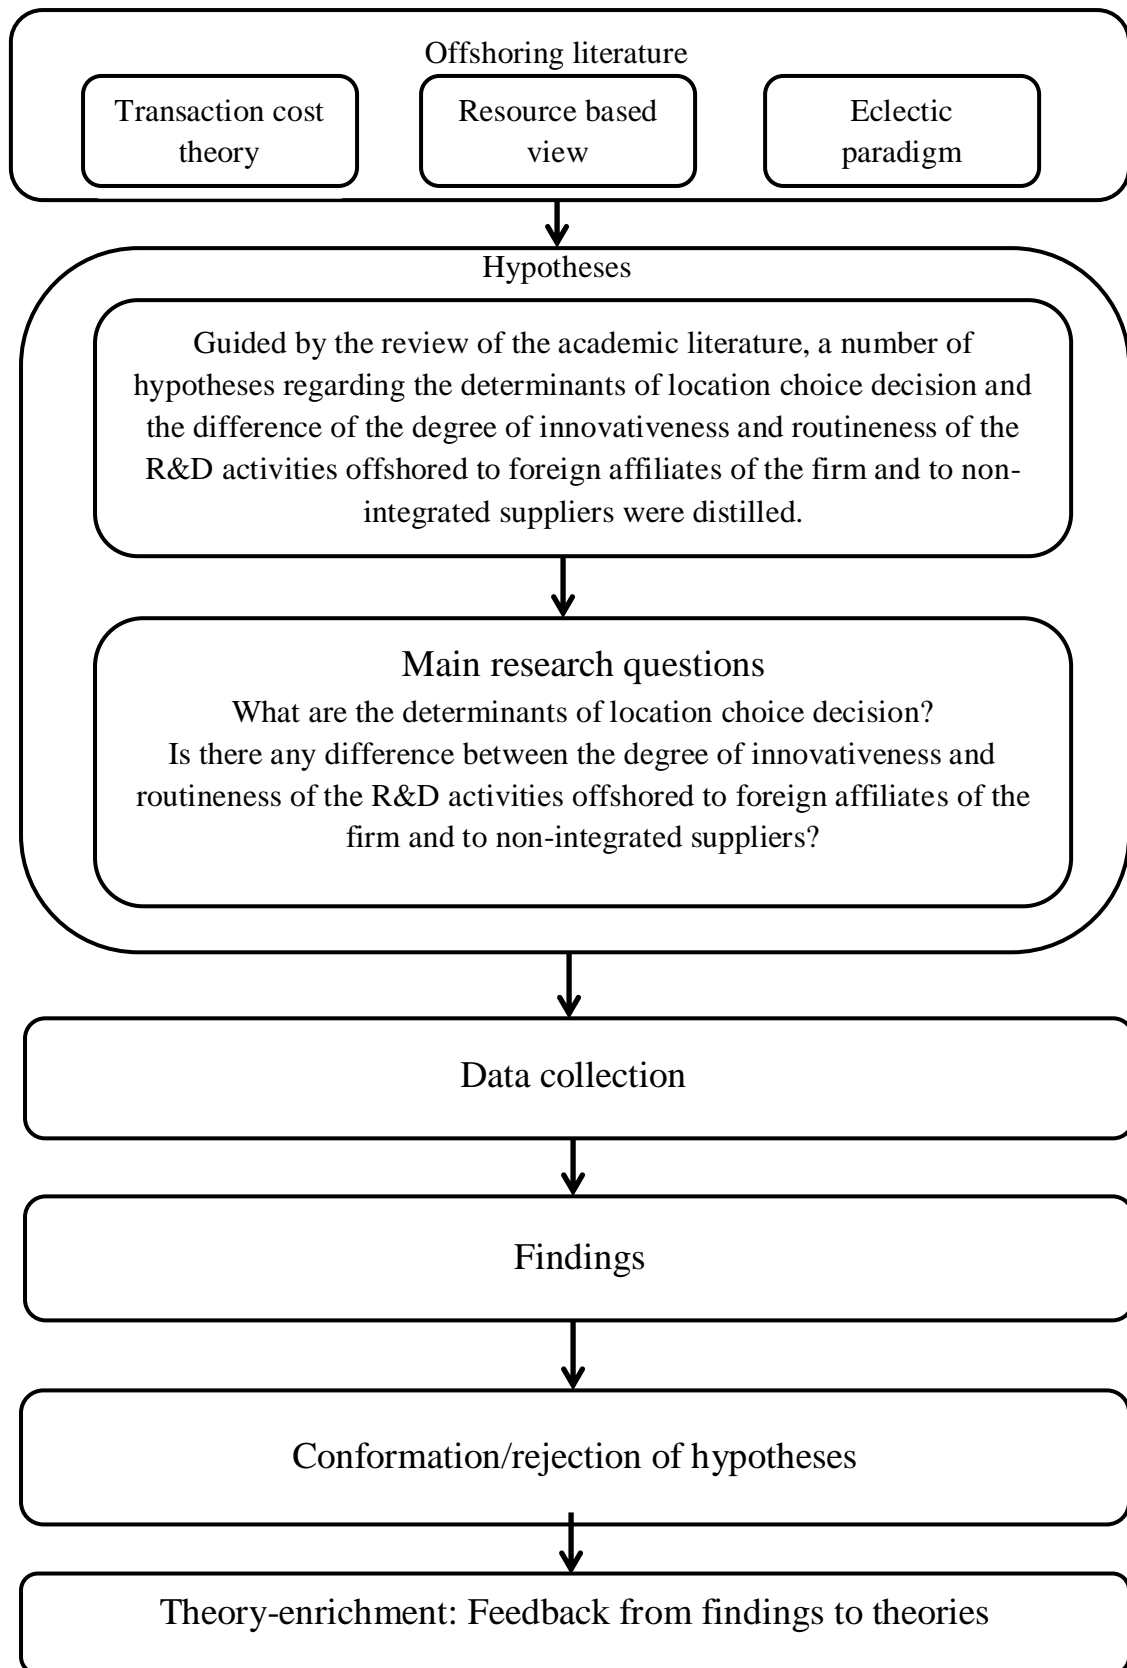 Offshoring literature
Transaction cost
theory
Resource based
view
Eclectic
paradigm
Hypotheses
Guided by the review of the academic literature, a number of
hypotheses regarding the determinants of location choice decision and
the difference of the degree of innovativeness and routineness of the
R&D activities offshored to foreign affiliates of the firm and to non-
integrated suppliers were distilled.
Main research questions
What are the determinants of location choice decision?
Is there any difference between the degree of innovativeness and
routineness of the R&D activities offshored to foreign affiliates of the
firm and to non-integrated suppliers?
Data collection
Findings
Conformation/rejection of hypotheses
Theory-enrichment: Feedback from findings to theories